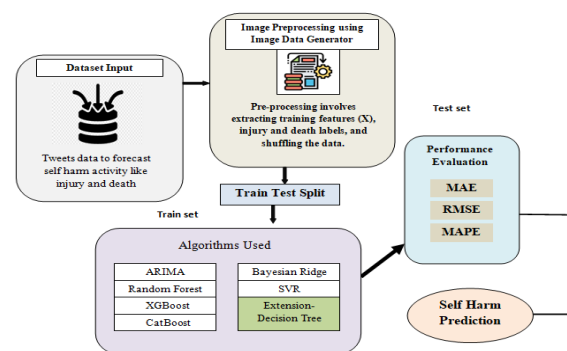 Dataset Input
Tweets data to forecast
self harm activity like
injury and death
Image Preprocessing using
Image Data Generator
Pre-processing involves
extracting training features (X),
injury and death labels, and
shuffling the data.
Train Test Split
Train set
Algorithms Used
ARIMA
Random Forest
XGBoost
CatBoost
Bayesian Ridge
SVR
Extension-
Decision Tree
Test set
Performance
Evaluation
MAE
RMSE
MAPE
Self Harm
Prediction